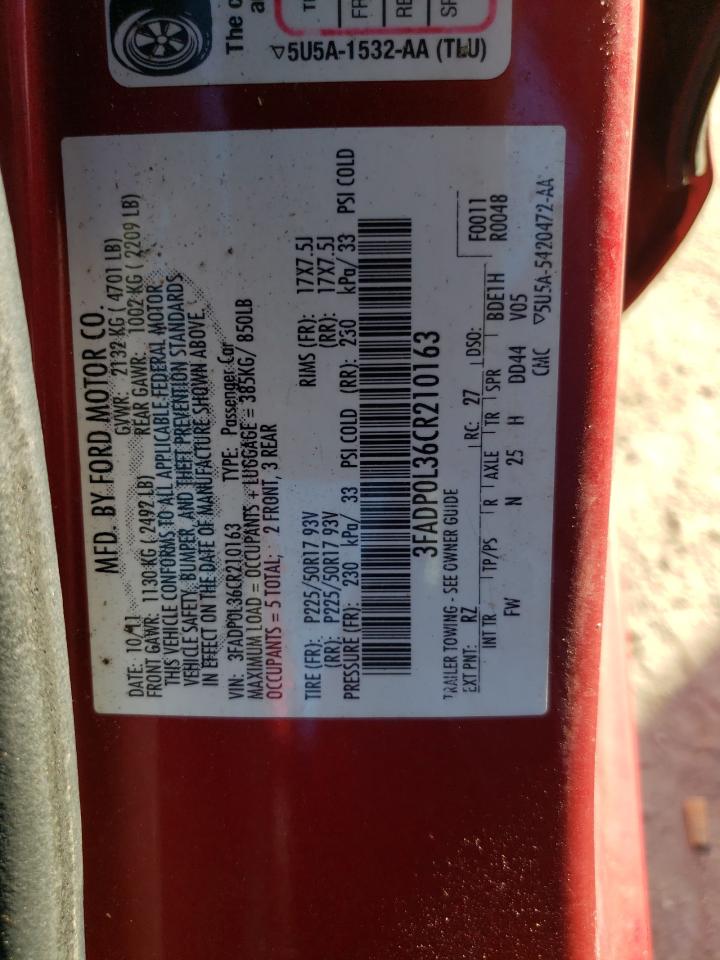 The c
a
TI
FR
RE
SP
▽5U5A-1532-AA (TLU)
MFD. BY FORD MOTOR CO.
DATE: 10/11 GVWR: 2132 KG ( 4701 LB)
FRONT GAWR: 1130 KG ( 2492 LB) REAR GAWR: 1002 KG ( 2209 LB)
THIS VEHICLE CONFORMS TO ALL APPLICABLE FEDERAL MOTOR
VEHICLE SAFETY, BUMPER, AND THEFT PREVENTION STANDARDS
IN EFFECT ON THE DATE OF MANUFACTURE SHOWN ABOVE.
VIN: 3FADP0L36CR210163 TYPE: Passenger Car
MAXIMUM LOAD = OCCUPANTS + LUGGAGE = 385KG/ 850LB
OCCUPANTS = 5 TOTAL; 2 FRONT, 3 REAR
TIRE (FR): P225/50R17 93V RIMS (FR): 17X7.5J
(RR): P225/50R17 93V (RR): 17X7.5J
PRESSURE (FR): 230 kPa/ 33 PSI COLD (RR): 230 kPa/ 33 PSI COLD
3FADP0L36CR210163
TRAILER TOWING - SEE OWNER GUIDE F0011
EXT PNT: RZ RC: 27 DSO: R0048
INT TR TP/PS R AXLE TR SPR BDE1H
FW N 25 H DD44 V05
CMC ▽5U5A-5420472-AA